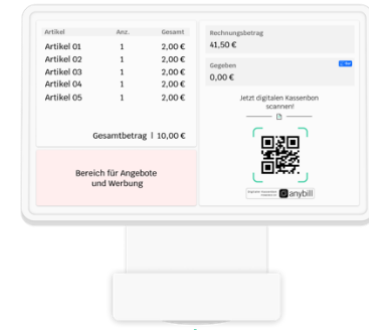 Artikel Anz. Gesamt
Artikel 01 1 2,00 €
Artikel 02 1 2,00 €
Artikel 03 1 2,00 €
Artikel 04 1 2,00 €
Artikel 05 1 2,00 €
Gesamtbetrag | 10,00 €
Bereich für Angebote
und Werbung
Rechnungsbetrag
41,50 €
Gegeben
0,00 €
Jetzt digitalen Kassenbon
scannen!
anybill